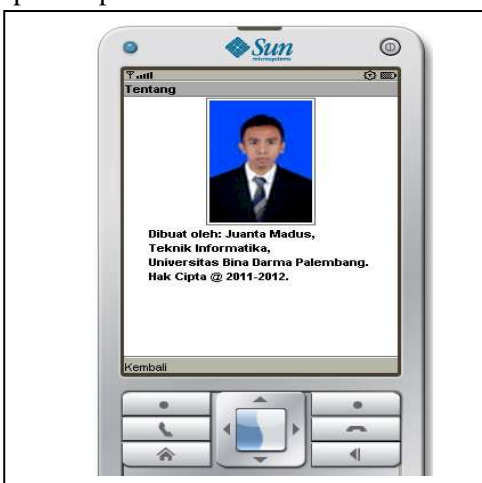 Sun
microsystems
Tentang
Dibuat oleh: Juanta Madus,
Teknik Informatika,
Universitas Bina Darma Palembang.
Hak Cipta @ 2011-2012.
Kembali